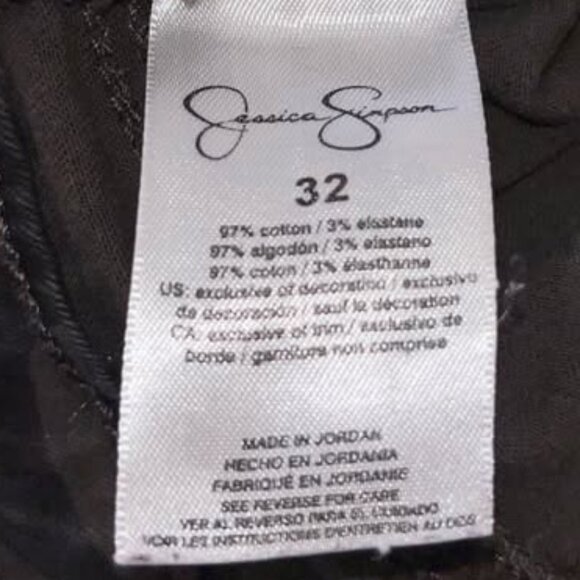 Jessica Simpson
32
97% cotton / 3% elastane
97% algodón / 3% elastano
97% coton / 3% élasthanne
US: exclusive of decoration / exclusivo
de decoración / sauf la décoration
CA: exclusive of trim / exclusivo de
borde / garniture non comprise
MADE IN JORDAN
HECHO EN JORDANIA
FABRIQUÉ EN JORDANIE
SEE REVERSE FOR CARE
VER AL REVERSO PARA EL CUIDADO
VOIR LES INSTRUCTIONS D'ENTRETIEN AU DOS